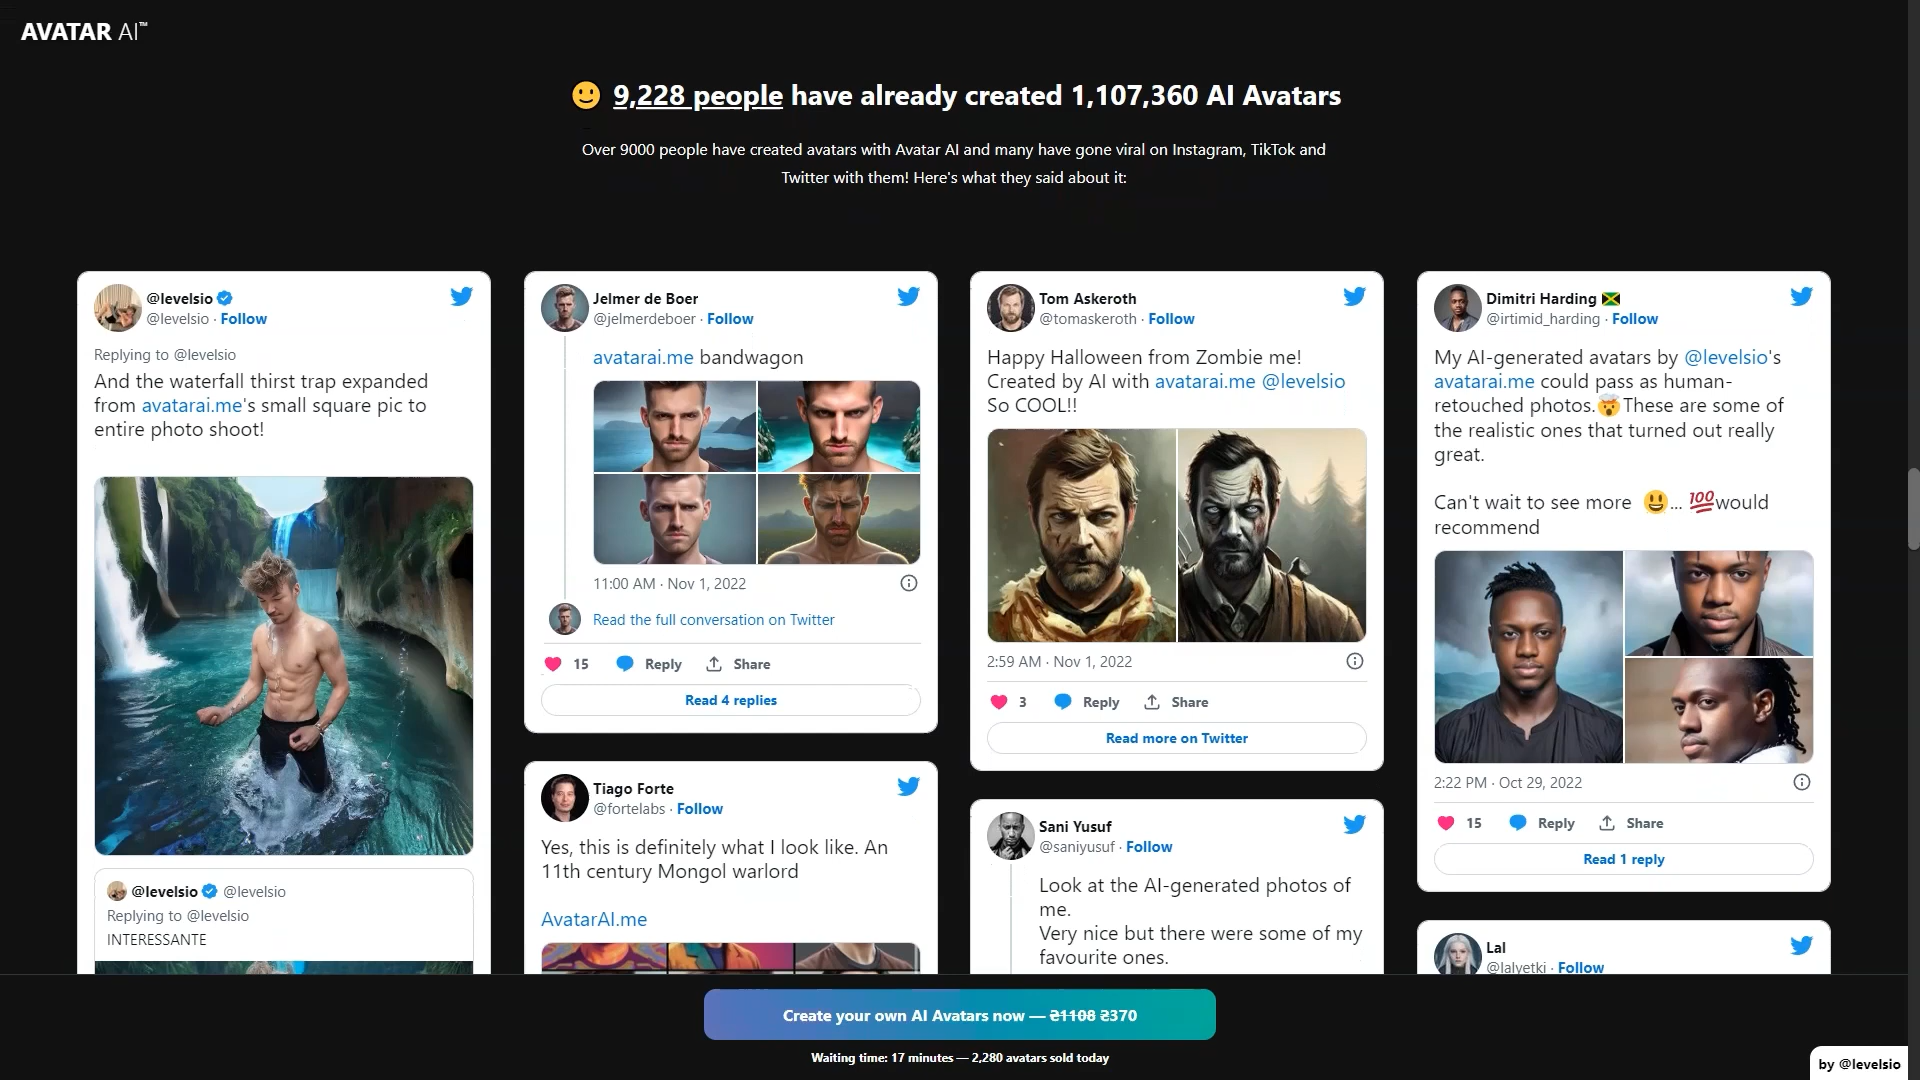 AVATAR AI™
🙂 9,228 people have already created 1,107,360 AI Avatars
Over 9000 people have created avatars with Avatar AI and many have gone viral on Instagram, TikTok and
Twitter with them! Here's what they said about it:
@levelsio
@levelsio · Follow
Replying to @levelsio
And the waterfall thirst trap expanded
from avatarai.me's small square pic to
entire photo shoot!
@levelsio @levelsio
Replying to @levelsio
INTERESSANTE
Jelmer de Boer
@jelmerdeboer · Follow
avatarai.me bandwagon
11:00 AM · Nov 1, 2022
Read the full conversation on Twitter
15 Reply Share
Read 4 replies
Tiago Forte
@fortelabs · Follow
Yes, this is definitely what I look like. An
11th century Mongol warlord
AvatarAI.me
Tom Askeroth
@tomaskeroth · Follow
Happy Halloween from Zombie me!
Created by AI with avatarai.me @levelsio
So COOL!!
2:59 AM · Nov 1, 2022
3 Reply Share
Read more on Twitter
Sani Yusuf
@saniyusuf · Follow
Look at the AI-generated photos of
me.
Very nice but there were some of my
favourite ones.
Dimitri Harding 🇯🇲
@irtimid_harding · Follow
My AI-generated avatars by @levelsio's
avatarai.me could pass as human-
retouched photos.🤯These are some of
the realistic ones that turned out really
great.
Can't wait to see more 😃... 💯would
recommend
2:22 PM · Oct 29, 2022
15 Reply Share
Read 1 reply
Lal
@lalyetki · Follow
Create your own AI Avatars now — ₴1108 ₴370
Waiting time: 17 minutes — 2,280 avatars sold today
by @levelsio